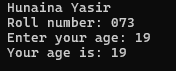 Hunaina Yasir
Roll number: 073
Enter your age: 19
Your age is: 19